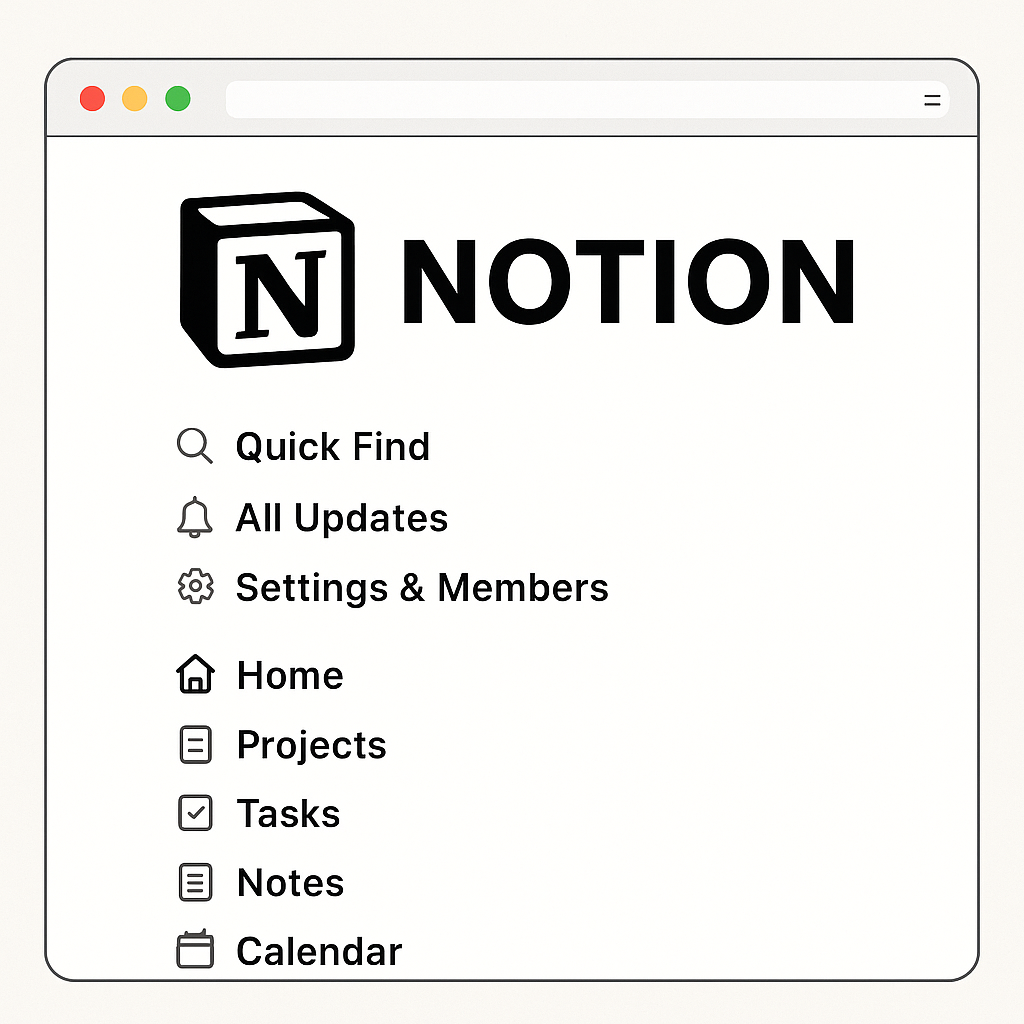 N NOTION
Quick Find
All Updates
Settings & Members
Home
Projects
Tasks
Notes
Calendar